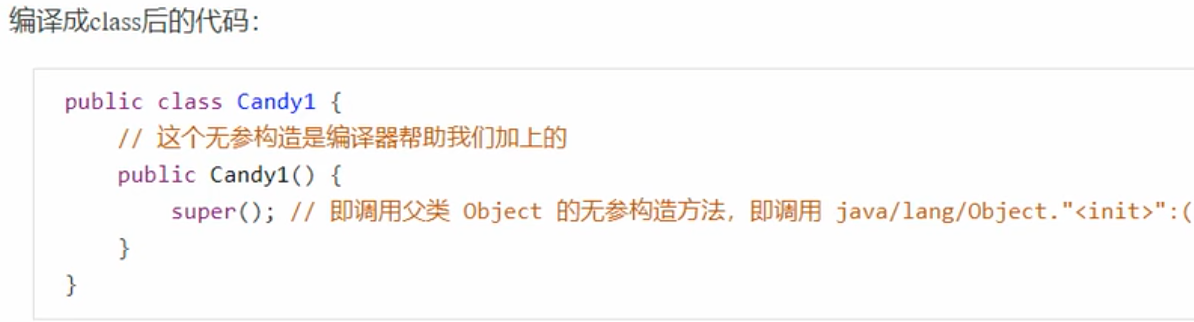 编译成class后的代码：
public class Candy1 {
// 这个无参构造是编译器帮助我们加上的
public Candy1() {
super(); // 即调用父类 Object 的无参构造方法，即调用 java/lang/Object."<init>":(
}
}